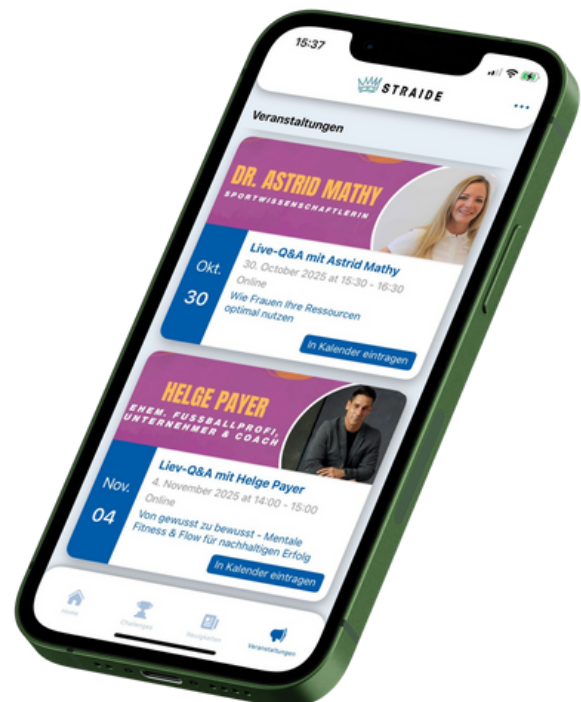 15:37
STRAIDE
Veranstaltungen
DR. ASTRID MATHY
SPORTWISSENSCHAFTLERIN
Okt.
30
Live-Q&A mit Astrid Mathy
30. October 2025 at 15:30 - 16:30
Online
Wie Frauen Ihre Ressourcen
optimal nutzen
In Kalender eintragen
HELGE PAYER
EHEM. FUSSBALLPROFI,
UNTERNEHMER & COACH
Nov.
04
Liev-Q&A mit Helge Payer
4. November 2025 at 14:00 - 15:00
Online
Von gewusst zu bewusst - Mentale
Fitness & Flow für nachhaltigen Erfolg
In Kalender eintragen
Home
Challenges
Neuigkeiten
Veranstaltungen